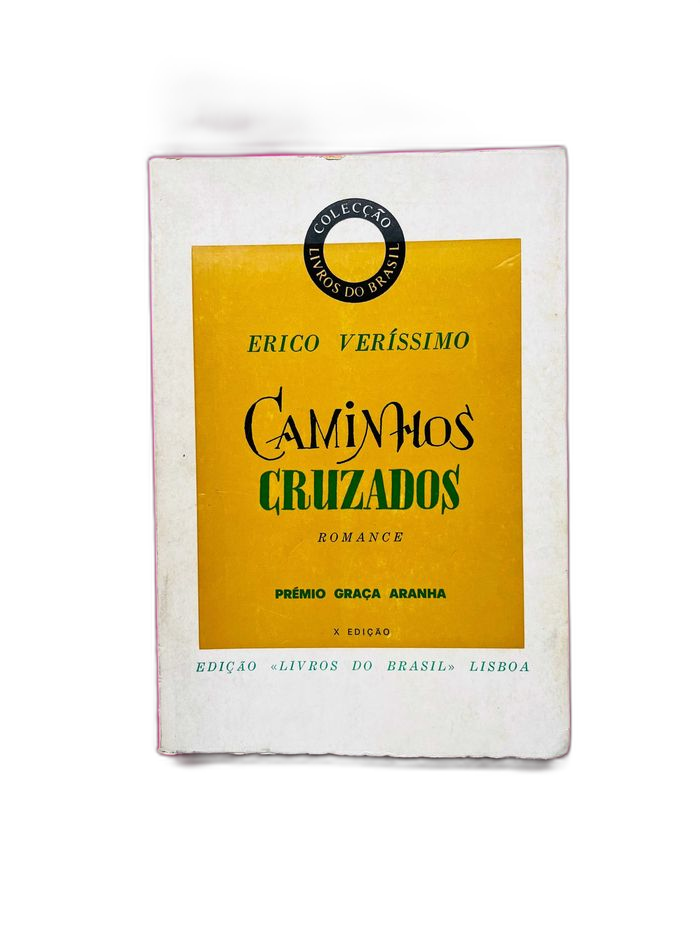 COLECÇÃO
LIVROS DO BRASIL
ERICO VERÍSSIMO
CAMINHOS
CRUZADOS
ROMANCE
PRÉMIO GRAÇA ARANHA
X EDIÇÃO
EDIÇÃO «LIVROS DO BRASIL» LISBOA